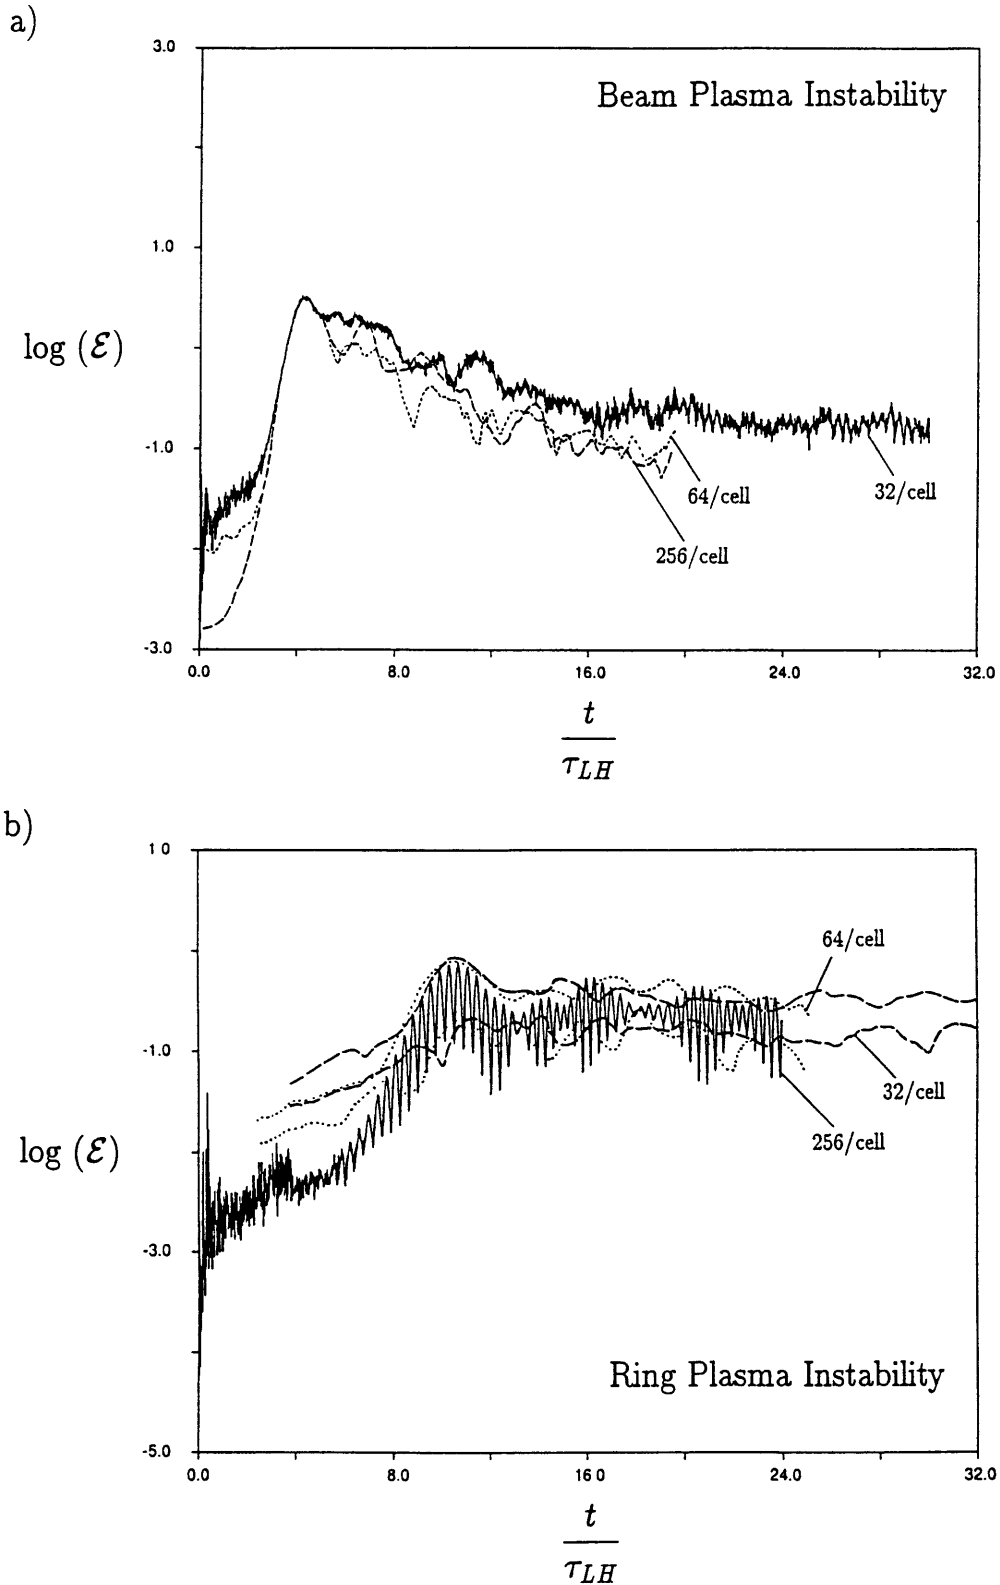 a)
3.0
Beam Plasma Instability
1.0
log (ℰ)
-1.0
64/cell
32/cell
256/cell
-3.0
0.0 8.0 16.0 24.0 32.0
t
τLH
b)
1 0
64/cell
-1.0
32/cell
256/cell
log (ℰ)
-3.0
Ring Plasma Instability
-5.0
0.0 8.0 16 0 24.0 32.0
t
τLH